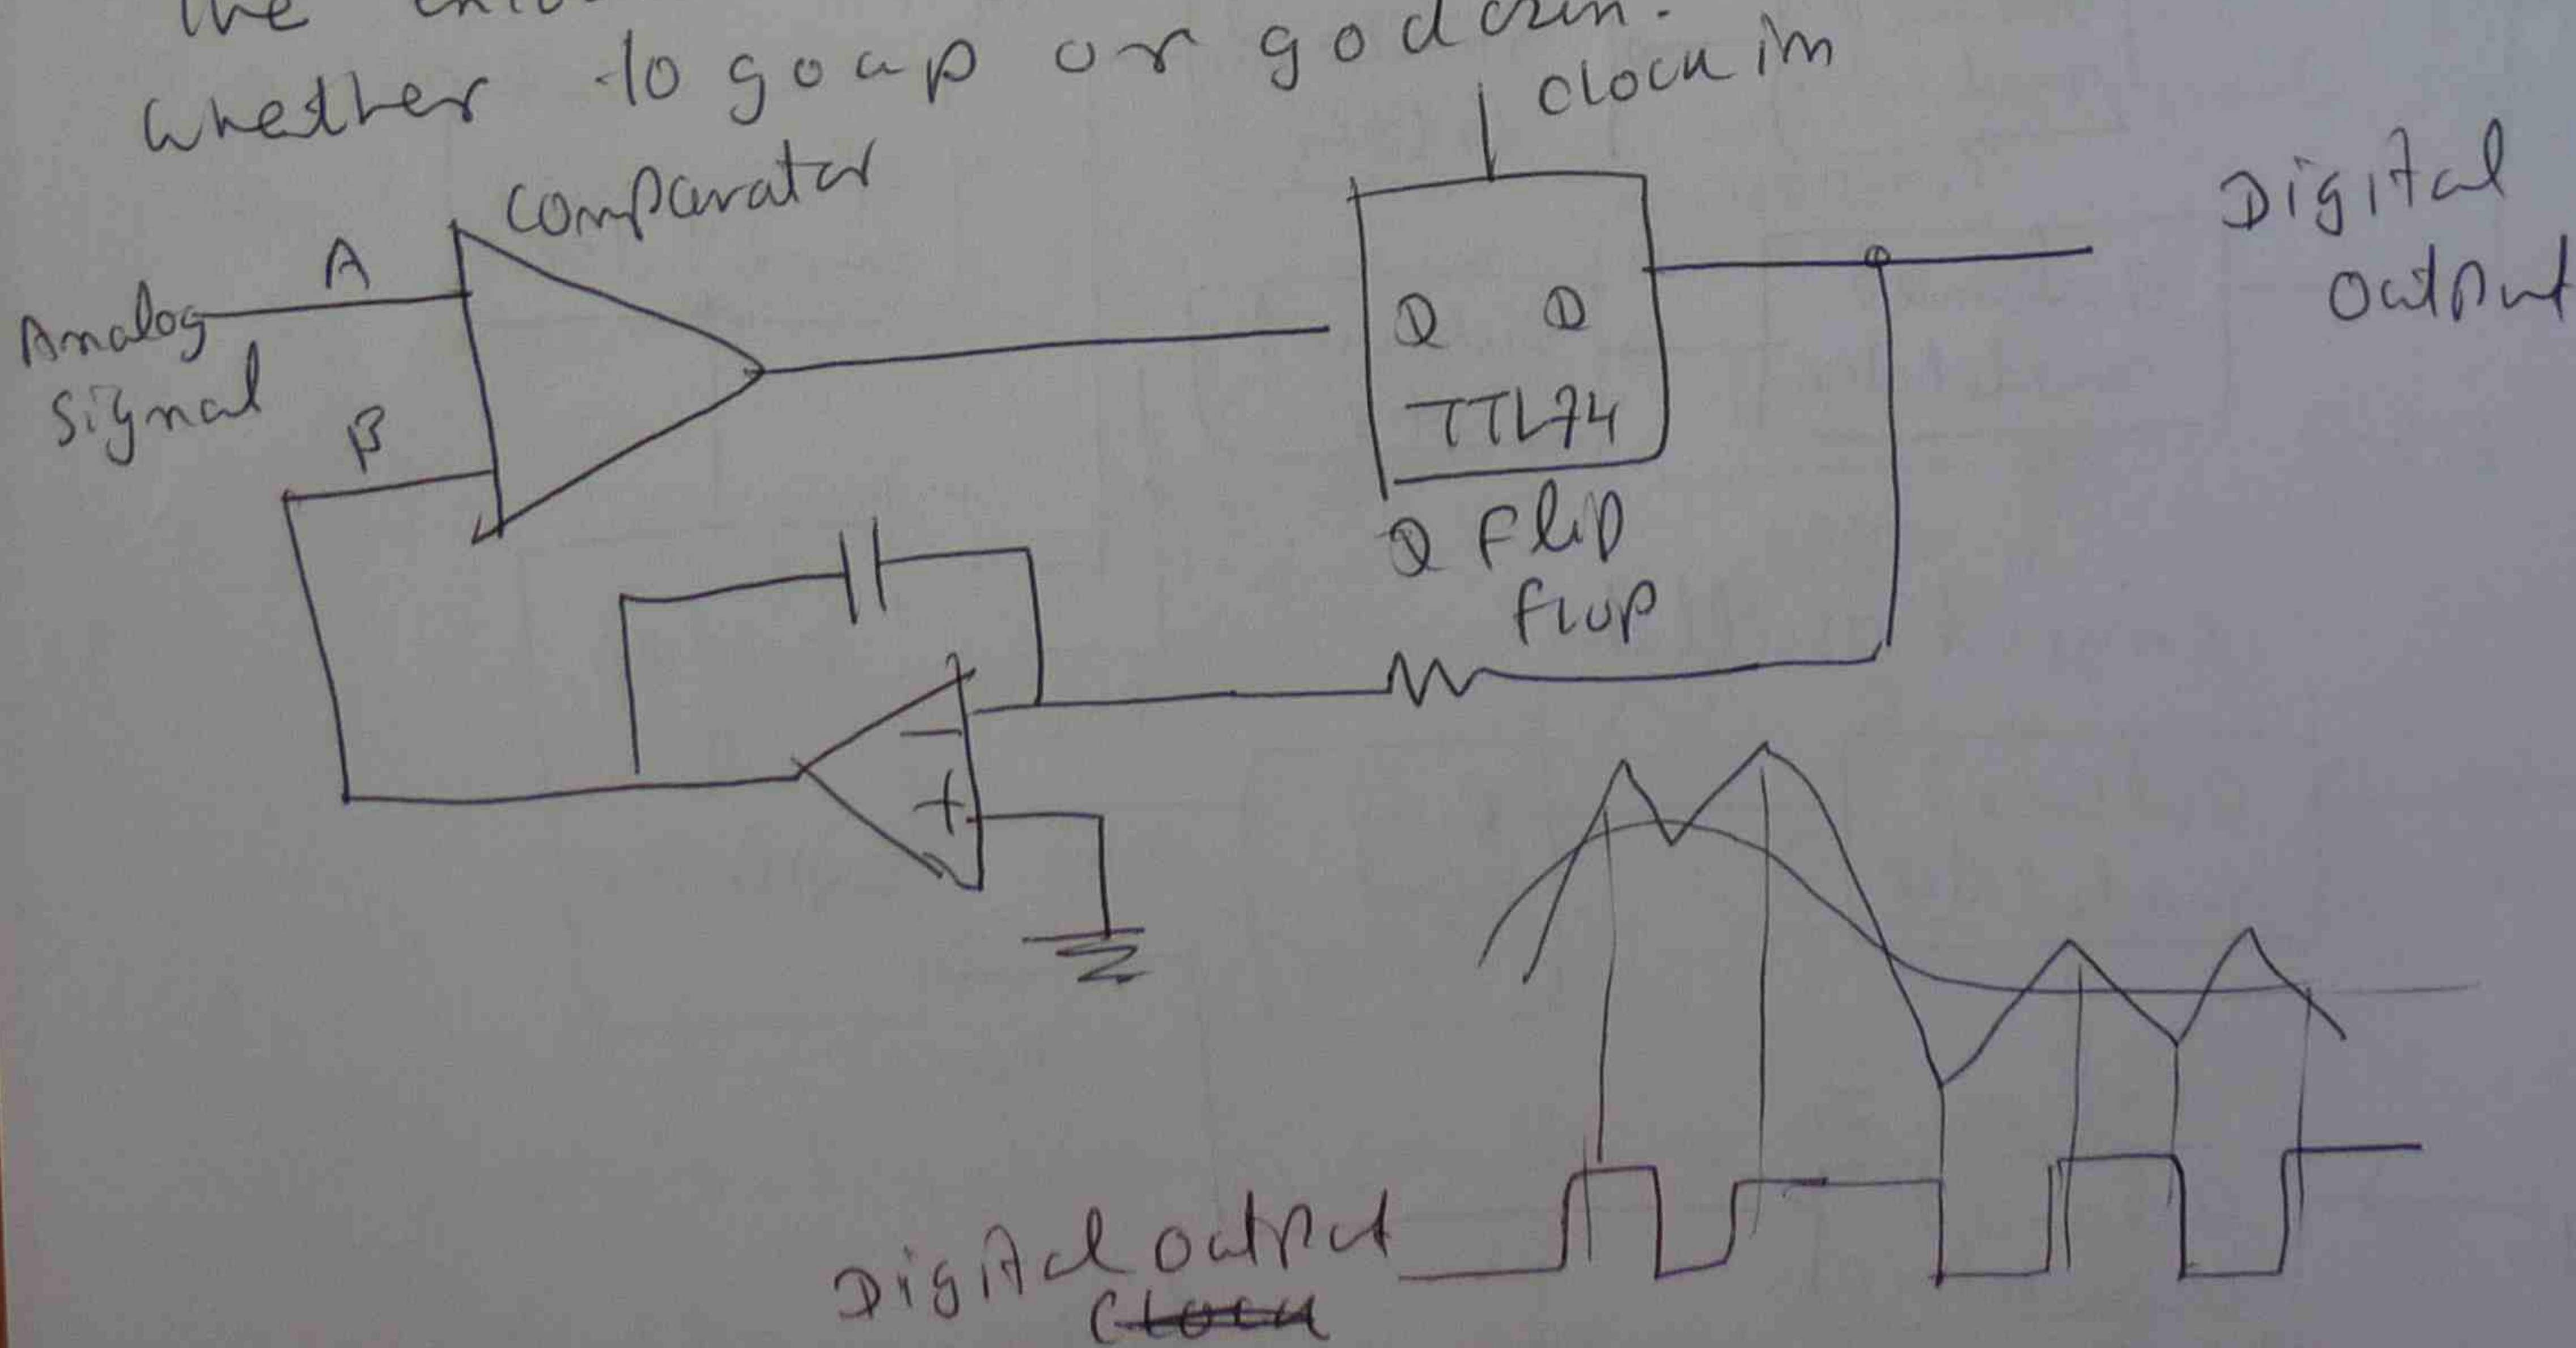 the
whether to go up or go down.
clock in
comparator
Digital
output
A
Analog
signal
B
Q D
TTL74
Q Flip
flop
-
+
Digital output